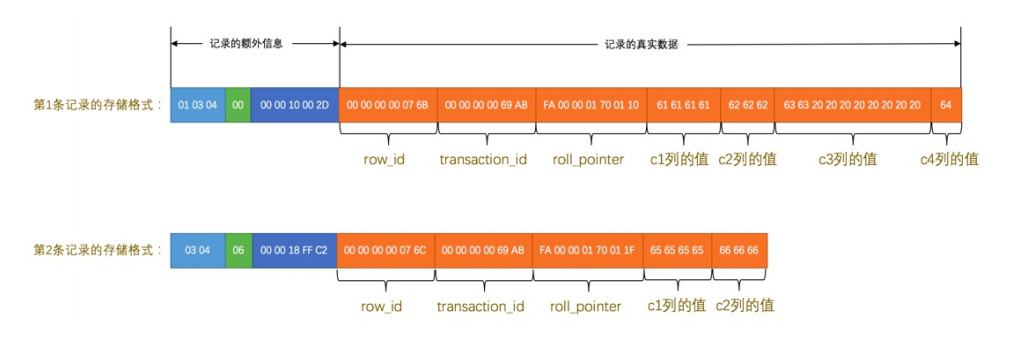 记录的额外信息 记录的真实数据
第1条记录的存储格式： 01 03 04 00 00 00 10 00 2D 00 00 00 00 07 6B 00 00 00 00 69 AB FA 00 00 01 70 01 10 61 61 61 61 62 62 62 63 63 20 20 20 20 20 20 20 20 64
row_id transaction_id roll_pointer c1列的值 c2列的值 c3列的值 c4列的值
第2条记录的存储格式： 03 04 06 00 00 18 FF C2 00 00 00 00 07 6C 00 00 00 00 69 AB FA 00 00 01 70 01 1F 65 65 65 65 66 66 66
row_id transaction_id roll_pointer c1列的值 c2列的值